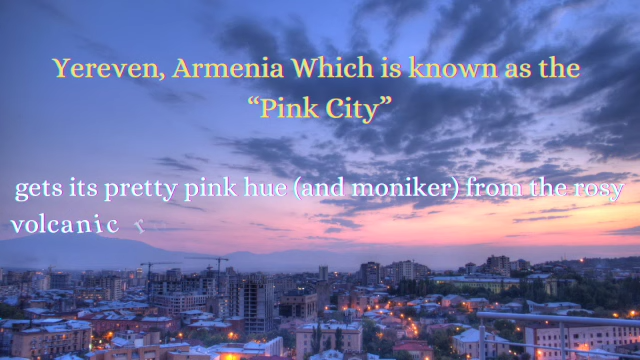 Yereven, Armenia Which is known as the
“Pink City”
gets its pretty pink hue (and moniker) from the rosy
volcanic r